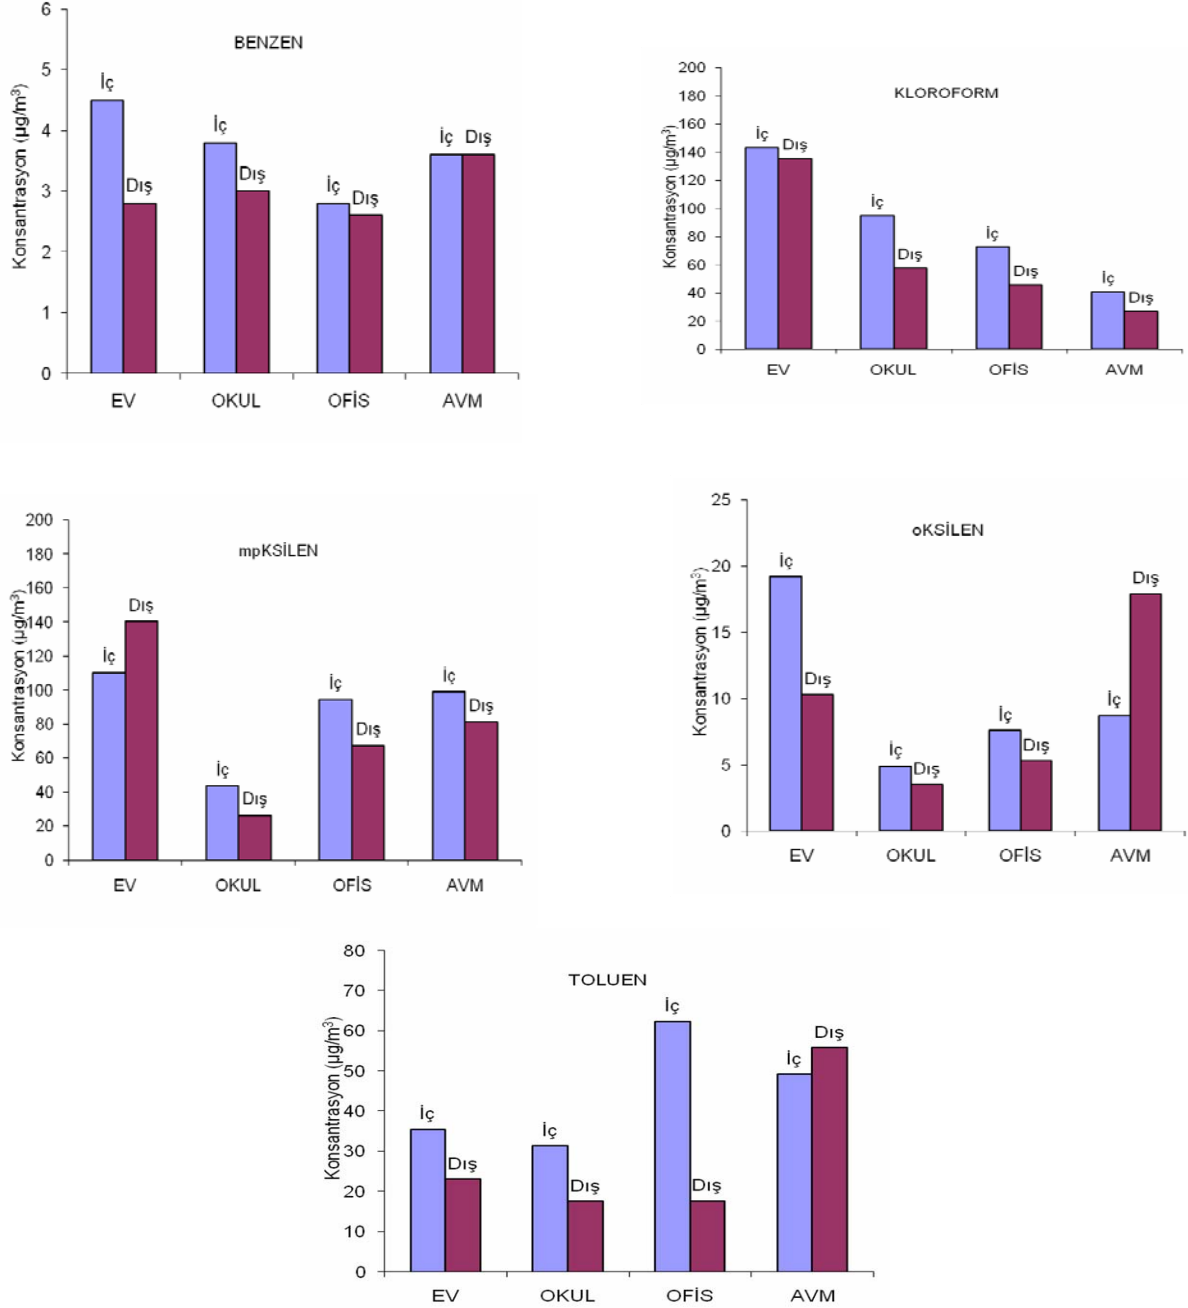 BENZEN
Konsantrasyon (µg/m³)
6
5
4
3
2
1
0
İç
Dış
İç
Dış
İç
Dış
İç Dış
EV OKUL OFİS AVM
KLOROFORM
Konsantrasyon (µg/m³)
200
180
160
140
120
100
80
60
40
20
0
İç
Dış
İç
Dış
İç
Dış
İç
Dış
EV OKUL OFİS AVM
mpKSİLEN
Konsantrasyon (µg/m³)
200
180
160
140
120
100
80
60
40
20
0
İç
Dış
İç
Dış
İç
Dış
İç
Dış
EV OKUL OFİS AVM
oKSİLEN
Konsantrasyon (µg/m³)
25
20
15
10
5
0
İç
Dış
İç
Dış
İç
Dış
İç
Dış
EV OKUL OFİS AVM
TOLUEN
Konsantrasyon (µg/m³)
80
70
60
50
40
30
20
10
0
İç
Dış
İç
Dış
İç
Dış
İç
Dış
EV OKUL OFİS AVM